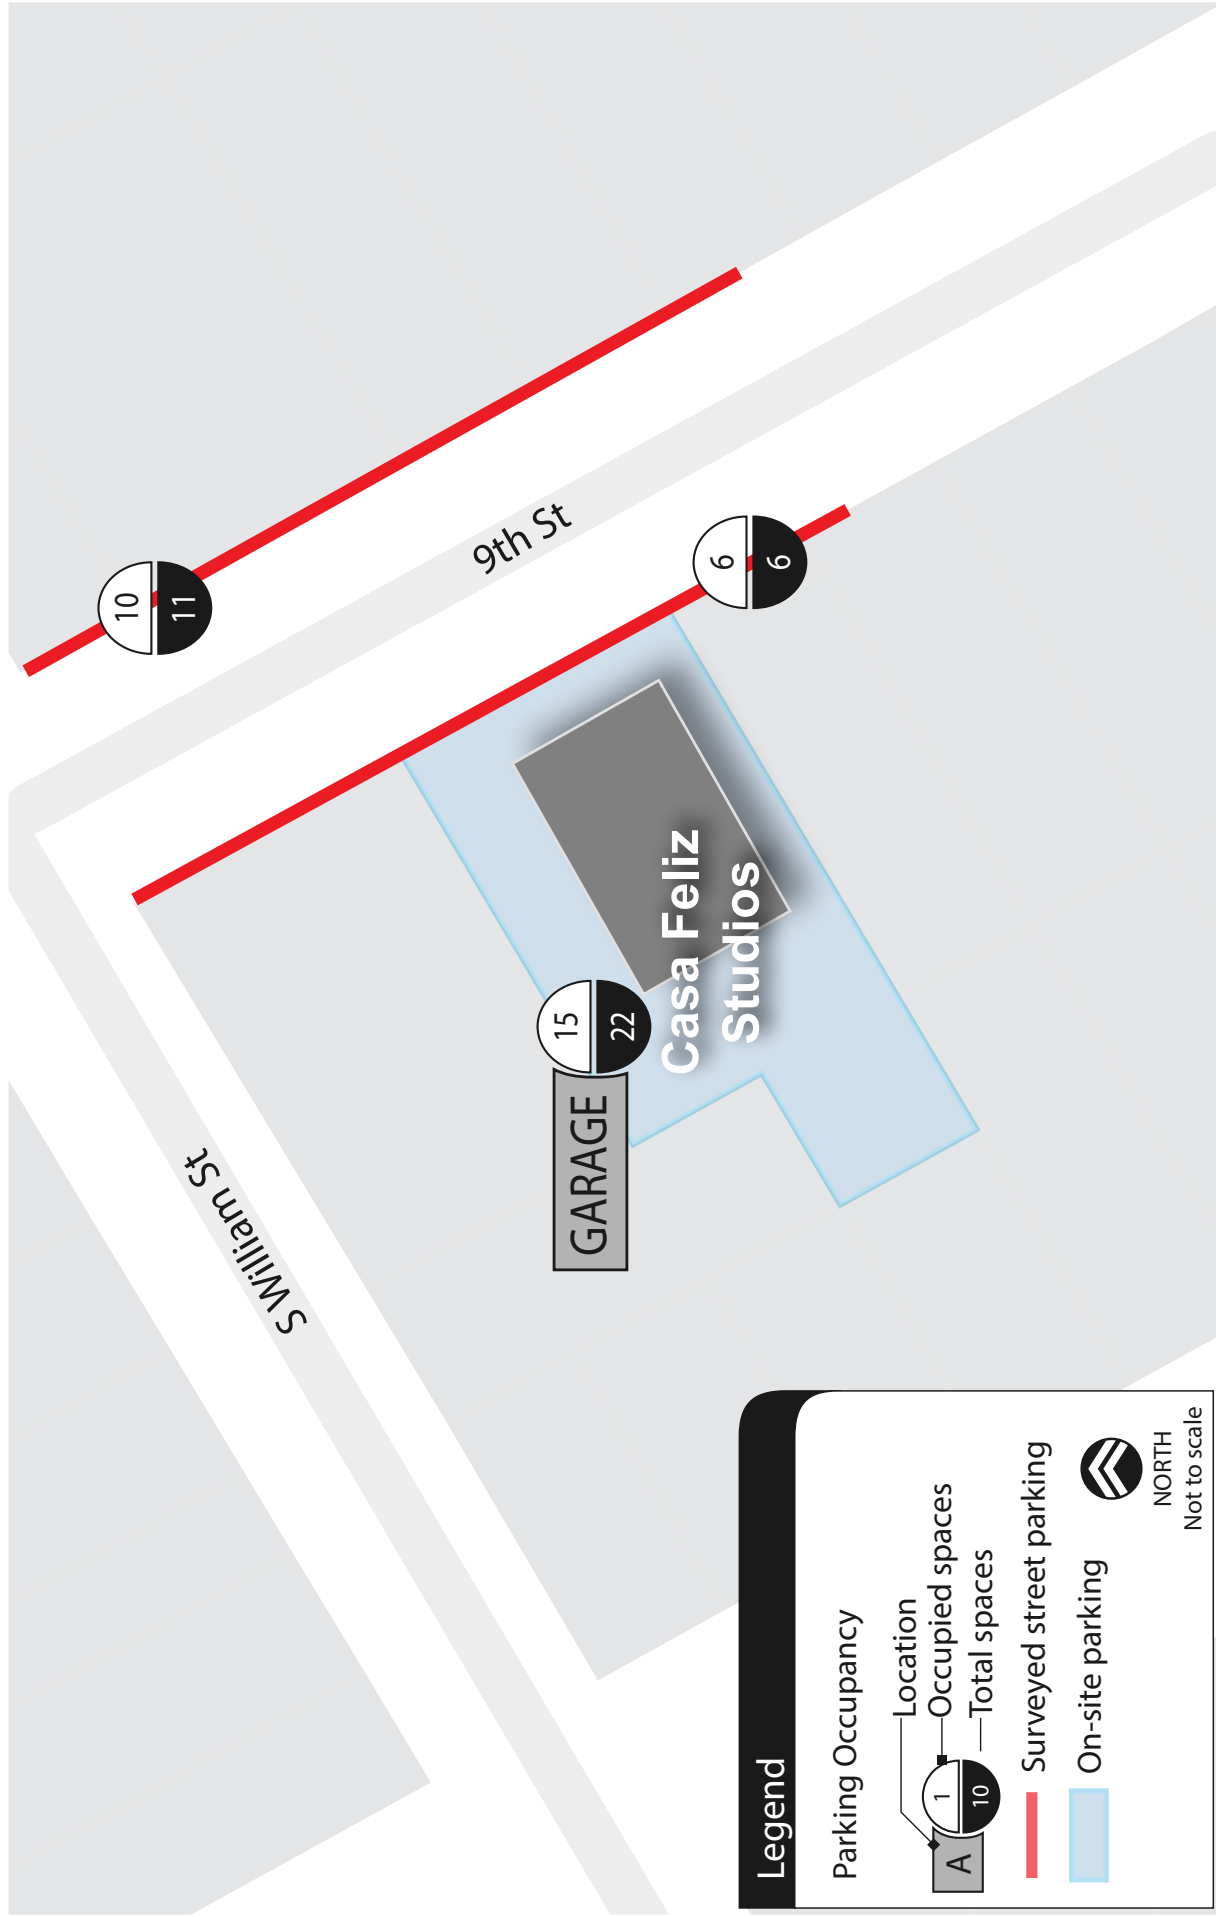 S William St
9th St
10
11
6
6
GARAGE
15
22
Casa Feliz
Studios
Legend
Parking Occupancy
A
1
10
Location
Occupied spaces
Total spaces
Surveyed street parking
On-site parking
NORTH
Not to scale